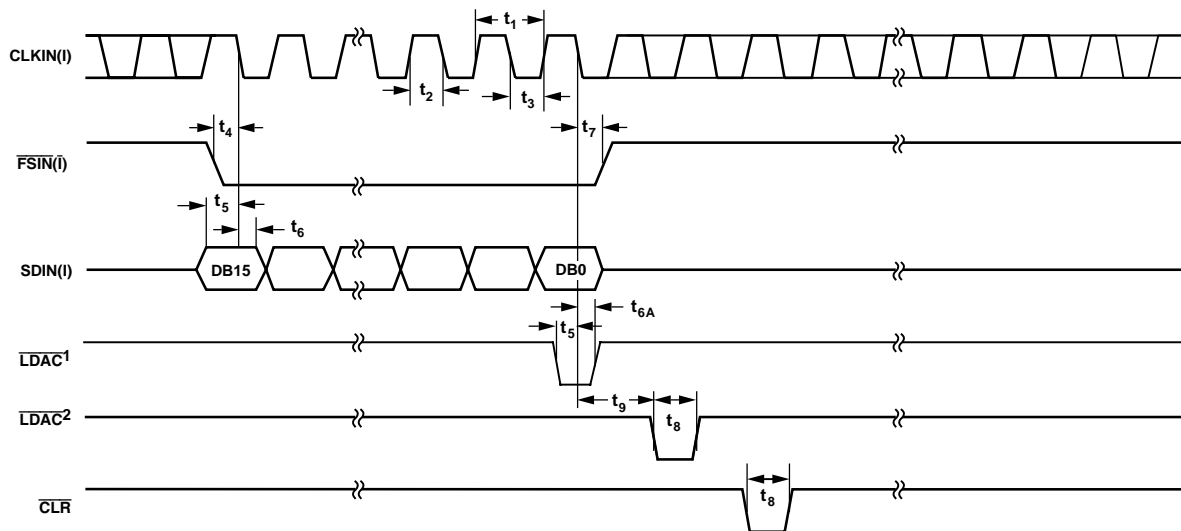 t1
CLKIN(I)
t2
t3
t4
t7
FSIN(I)
t5
t6
SDIN(I)
DB15
DB0
t6A
t5
LDAC1
t9
LDAC2
t8
CLR
t8